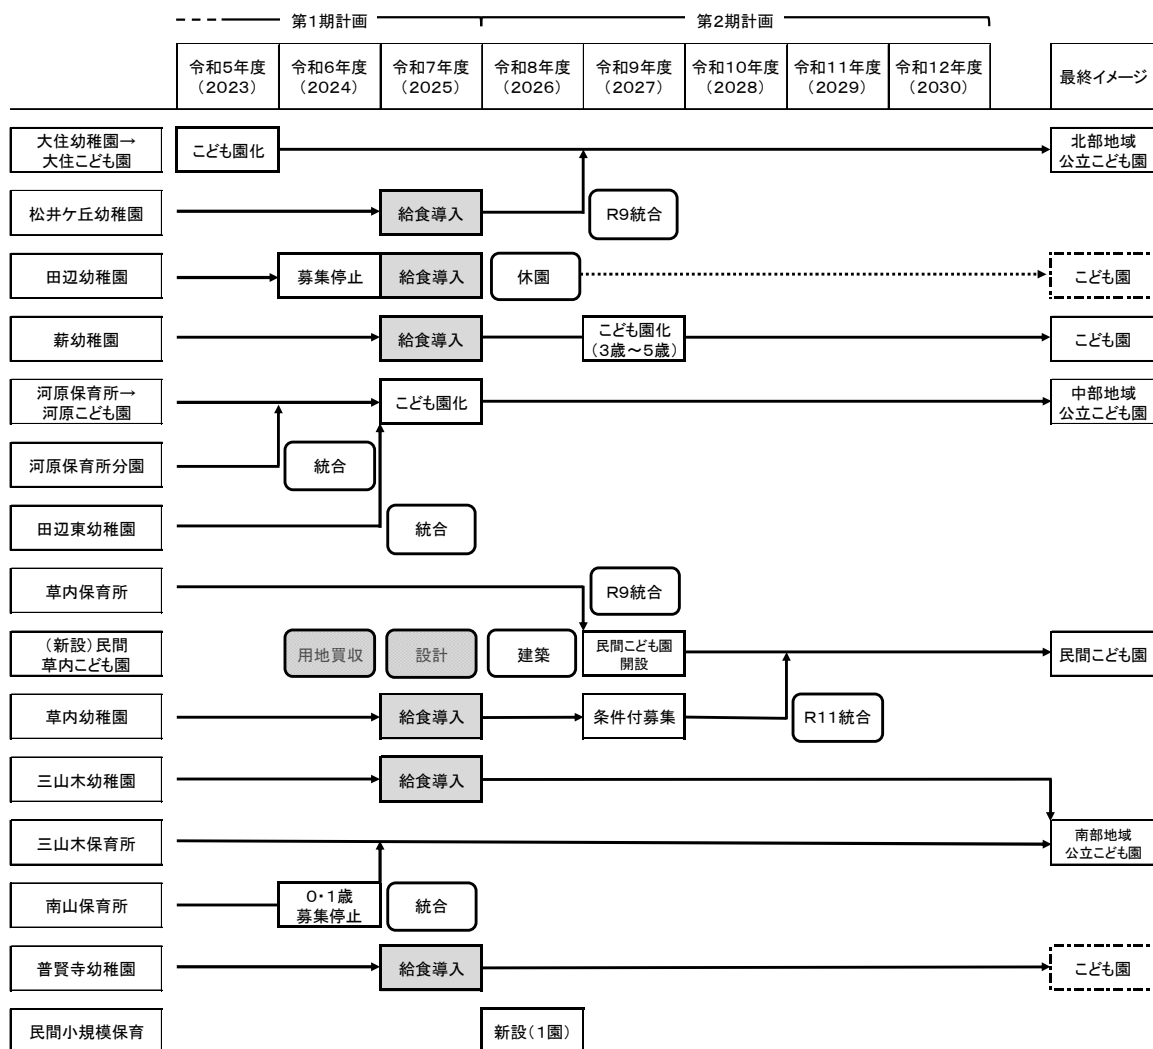 第1期計画
第2期計画
令和5年度
(2023)
令和6年度
(2024)
令和7年度
(2025)
令和8年度
(2026)
令和9年度
(2027)
令和10年度
(2028)
令和11年度
(2029)
令和12年度
(2030)
最終イメージ
大住幼稚園→
大住こども園
こども園化
北部地域
公立こども園
松井ケ丘幼稚園
給食導入
R9統合
田辺幼稚園
募集停止
給食導入
休園
こども園
薪幼稚園
給食導入
こども園化
(3歳～5歳)
こども園
河原保育所→
河原こども園
こども園化
中部地域
公立こども園
河原保育所分園
統合
田辺東幼稚園
統合
草内保育所
R9統合
(新設)民間
草内こども園
用地買収
設計
建築
民間こども園
開設
民間こども園
草内幼稚園
給食導入
条件付募集
R11統合
三山木幼稚園
給食導入
三山木保育所
南部地域
公立こども園
南山保育所
0・1歳
募集停止
統合
普賢寺幼稚園
給食導入
こども園
民間小規模保育
新設(1園)